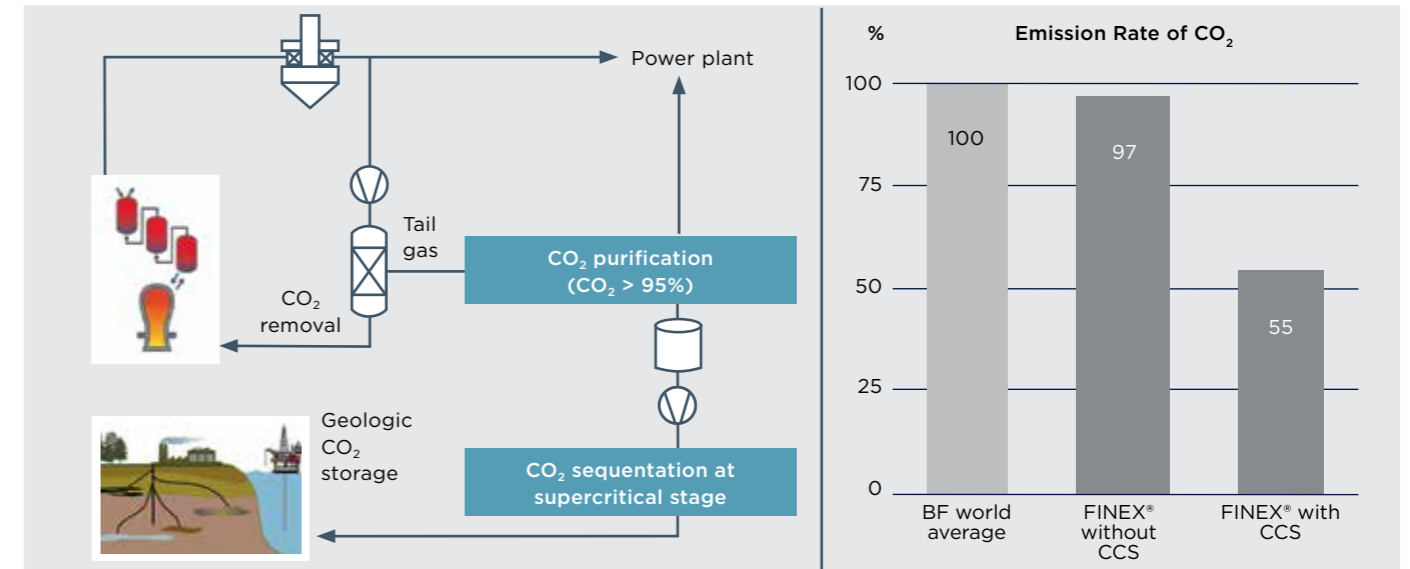 Power plant
Tail
gas
CO₂ purification
(CO₂ > 95%)
CO₂
removal
Geologic
CO₂
storage
CO₂ sequentation at
supercritical stage
%
Emission Rate of CO₂
100
75
50
25
0
100
97
55
BF world
average
FINEX®
without
CCS
FINEX® with
CCS